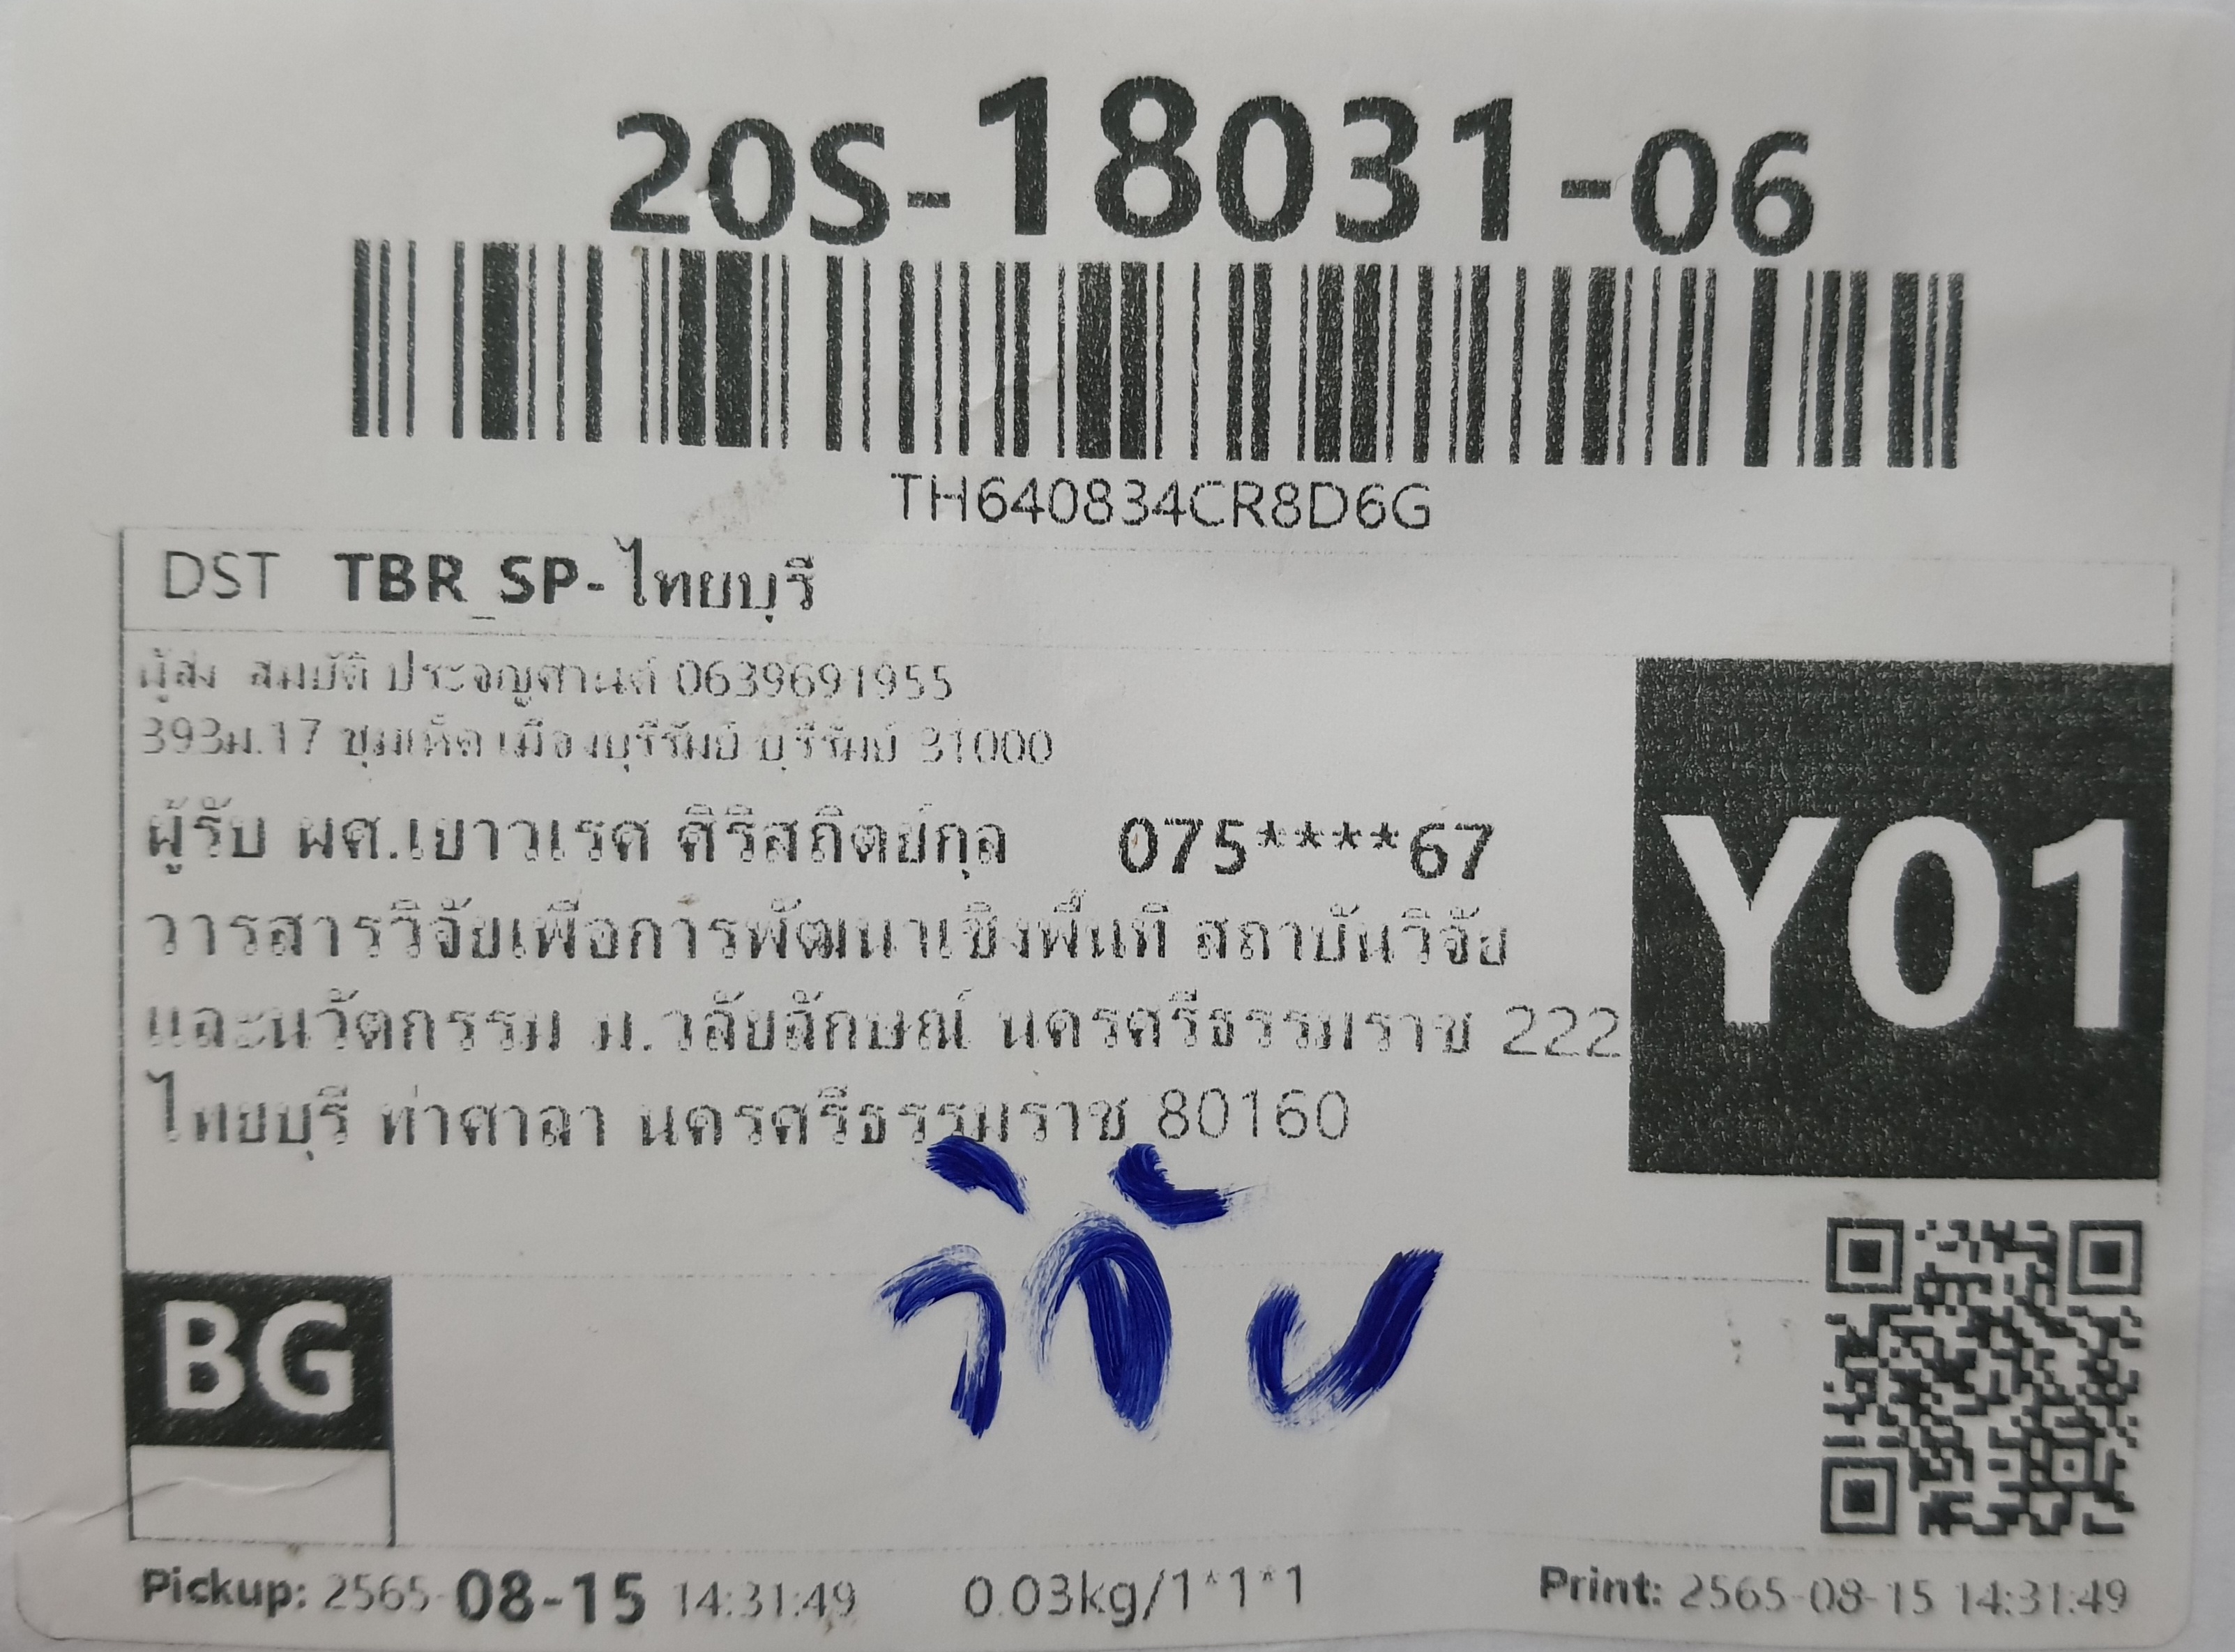 20S-18031-06
TH640834CR8D6G
DST TBR_SP-ไทยบุรี
ผู้ส่ง สมบัติ ประจญศานต์ 0639691955
393ม.17 ชุมเห็ด เมืองบุรีรัมย์ บุรีรัมย์ 31000
ผู้รับ ผศ.เยาวเรศ ศิริสถิตย์กุล 075****67
วารสารวิจัยเพื่อการพัฒนาเชิงพื้นที่ สถาบันวิจัย
และนวัตกรรม ม.วลัยลักษณ์ นครศรีธรรมราช 222
ไทยบุรี ท่าศาลา นครศรีธรรมราช 80160
Y01
วิจัย
BG
Pickup: 2565-08-15 14:31:49 0.03kg/1*1*1 Print: 2565-08-15 14:31:49